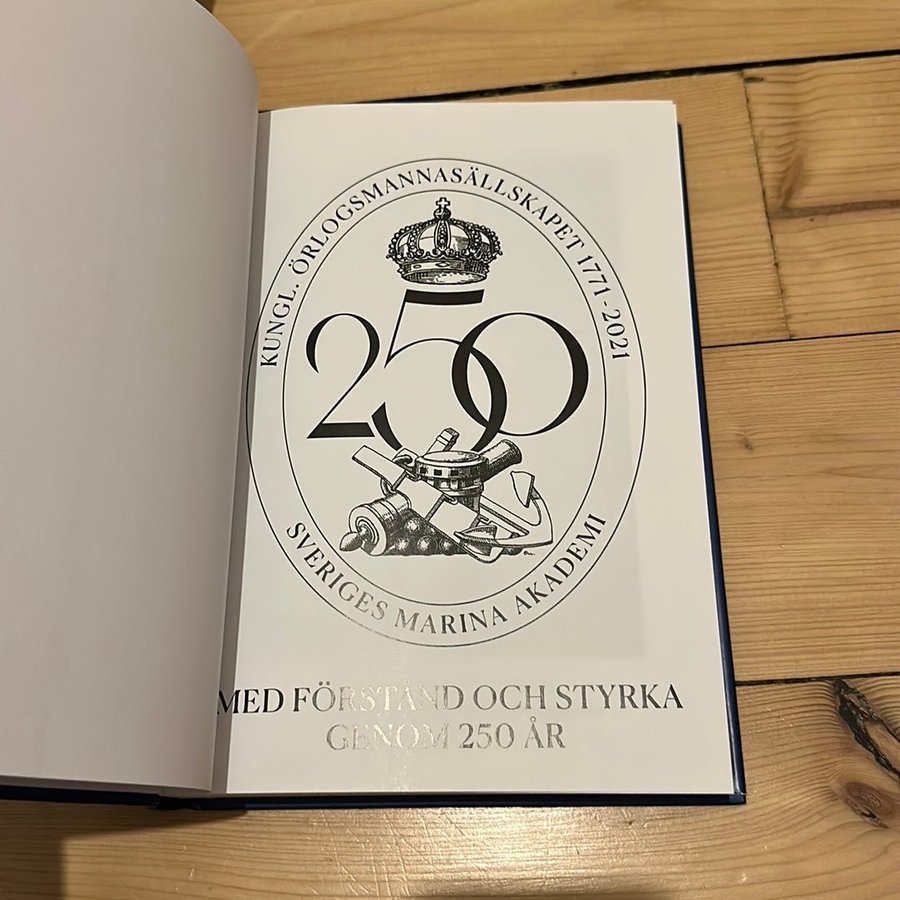 KUNGL. ÖRLOGSMANNASÄLLSKAPET 1771 - 2021
250
SVERIGES MARINA AKADEMI
MED FÖRSTÅND OCH STYRKA
GENOM 250 ÅR